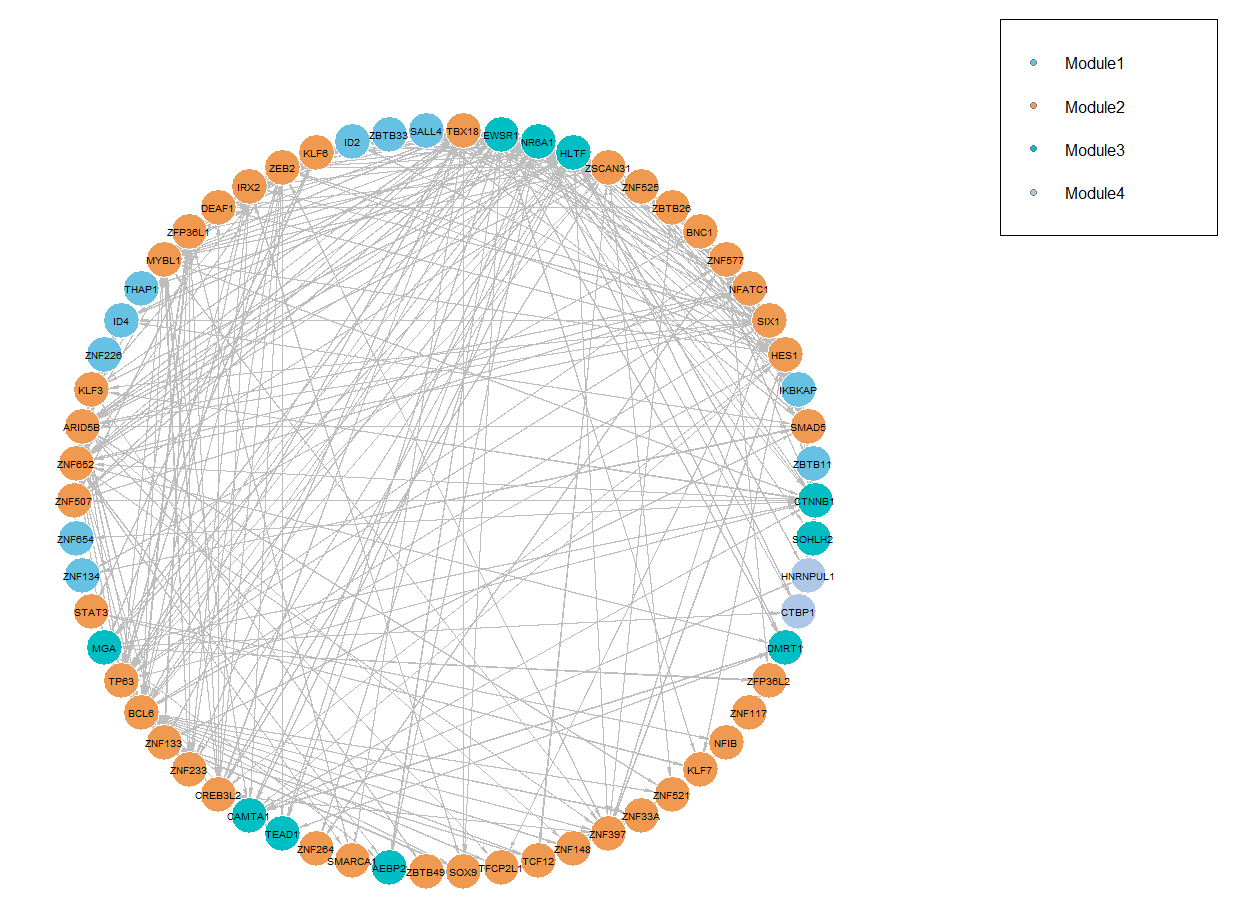 Module1
Module2
Module3
Module4
TBX18
EWSR1
NR6A1
HLTF
ZSCAN31
ZNF525
ZBTB26
BNC1
ZNF577
NFATC1
SIX1
HES1
IKBKAP
SMAD5
ZBTB11
CTNNB1
SOHLH2
HNRNPUL1
CTBP1
DMRT1
ZFP36L2
ZNF117
NFIB
KLF7
ZNF521
ZNF33A
ZNF397
ZNF148
TCF12
TFCP2L1
SOX9
ZBTB49
AEBP2
SMARCA1
ZNF264
TEAD1
CAMTA1
CREB3L2
ZNF233
ZNF133
BCL6
TP63
MGA
STAT3
ZNF134
ZNF654
ZNF507
ZNF652
ARID5B
KLF3
ZNF226
ID4
THAP1
MYBL1
ZFP36L1
DEAF1
IRX2
ZEB2
KLF6
ID2
ZBTB33
SALL4